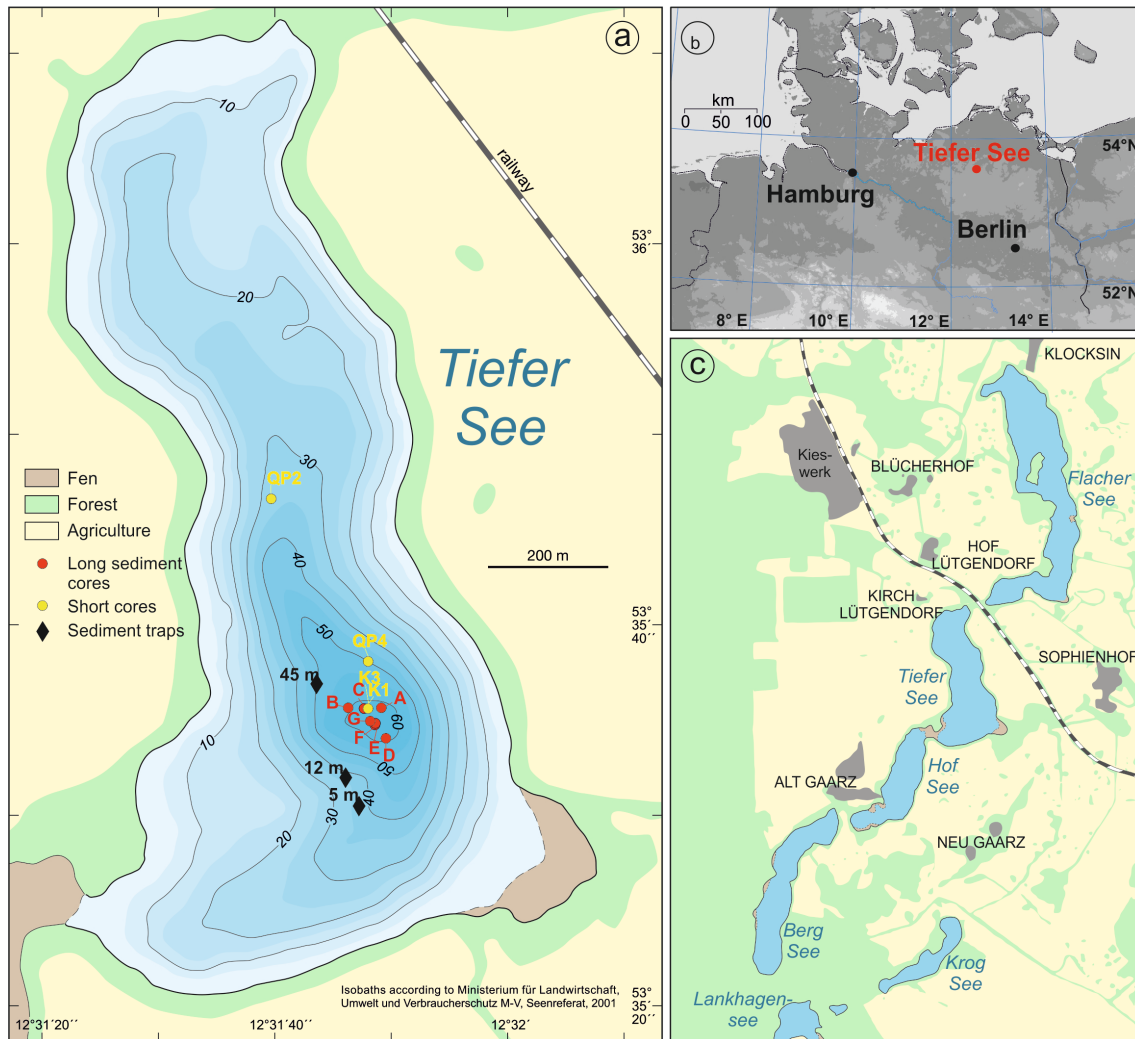 a
10
railway
53°
36´
20
Tiefer
See
30
QP2
Fen
Forest
Agriculture
Long sediment
cores
Short cores
Sediment traps
200 m
40
53°
35´
40´´
50
QP4
45 m
K3
C
K1
B
A
G
60
F
E
D
12 m
50
5 m
40
30
10
20
Isobaths according to Ministerium für Landwirtschaft,
Umwelt und Verbraucherschutz M-V, Seenreferat, 2001
53°
35´
20´´
12°31´20´´
12°31´40´´
12°32´
b
km
0 50 100
54°N
Tiefer See
Hamburg
Berlin
52°N
8° E
10° E
12° E
14° E
c
KLOCKSIN
Kies-
werk
BLÜCHERHOF
Flacher
See
HOF
LÜTGENDORF
KIRCH
LÜTGENDORF
SOPHIENHOF
Tiefer
See
Hof
See
ALT GAARZ
NEU GAARZ
Berg
See
Krog
See
Lankhagen-
see